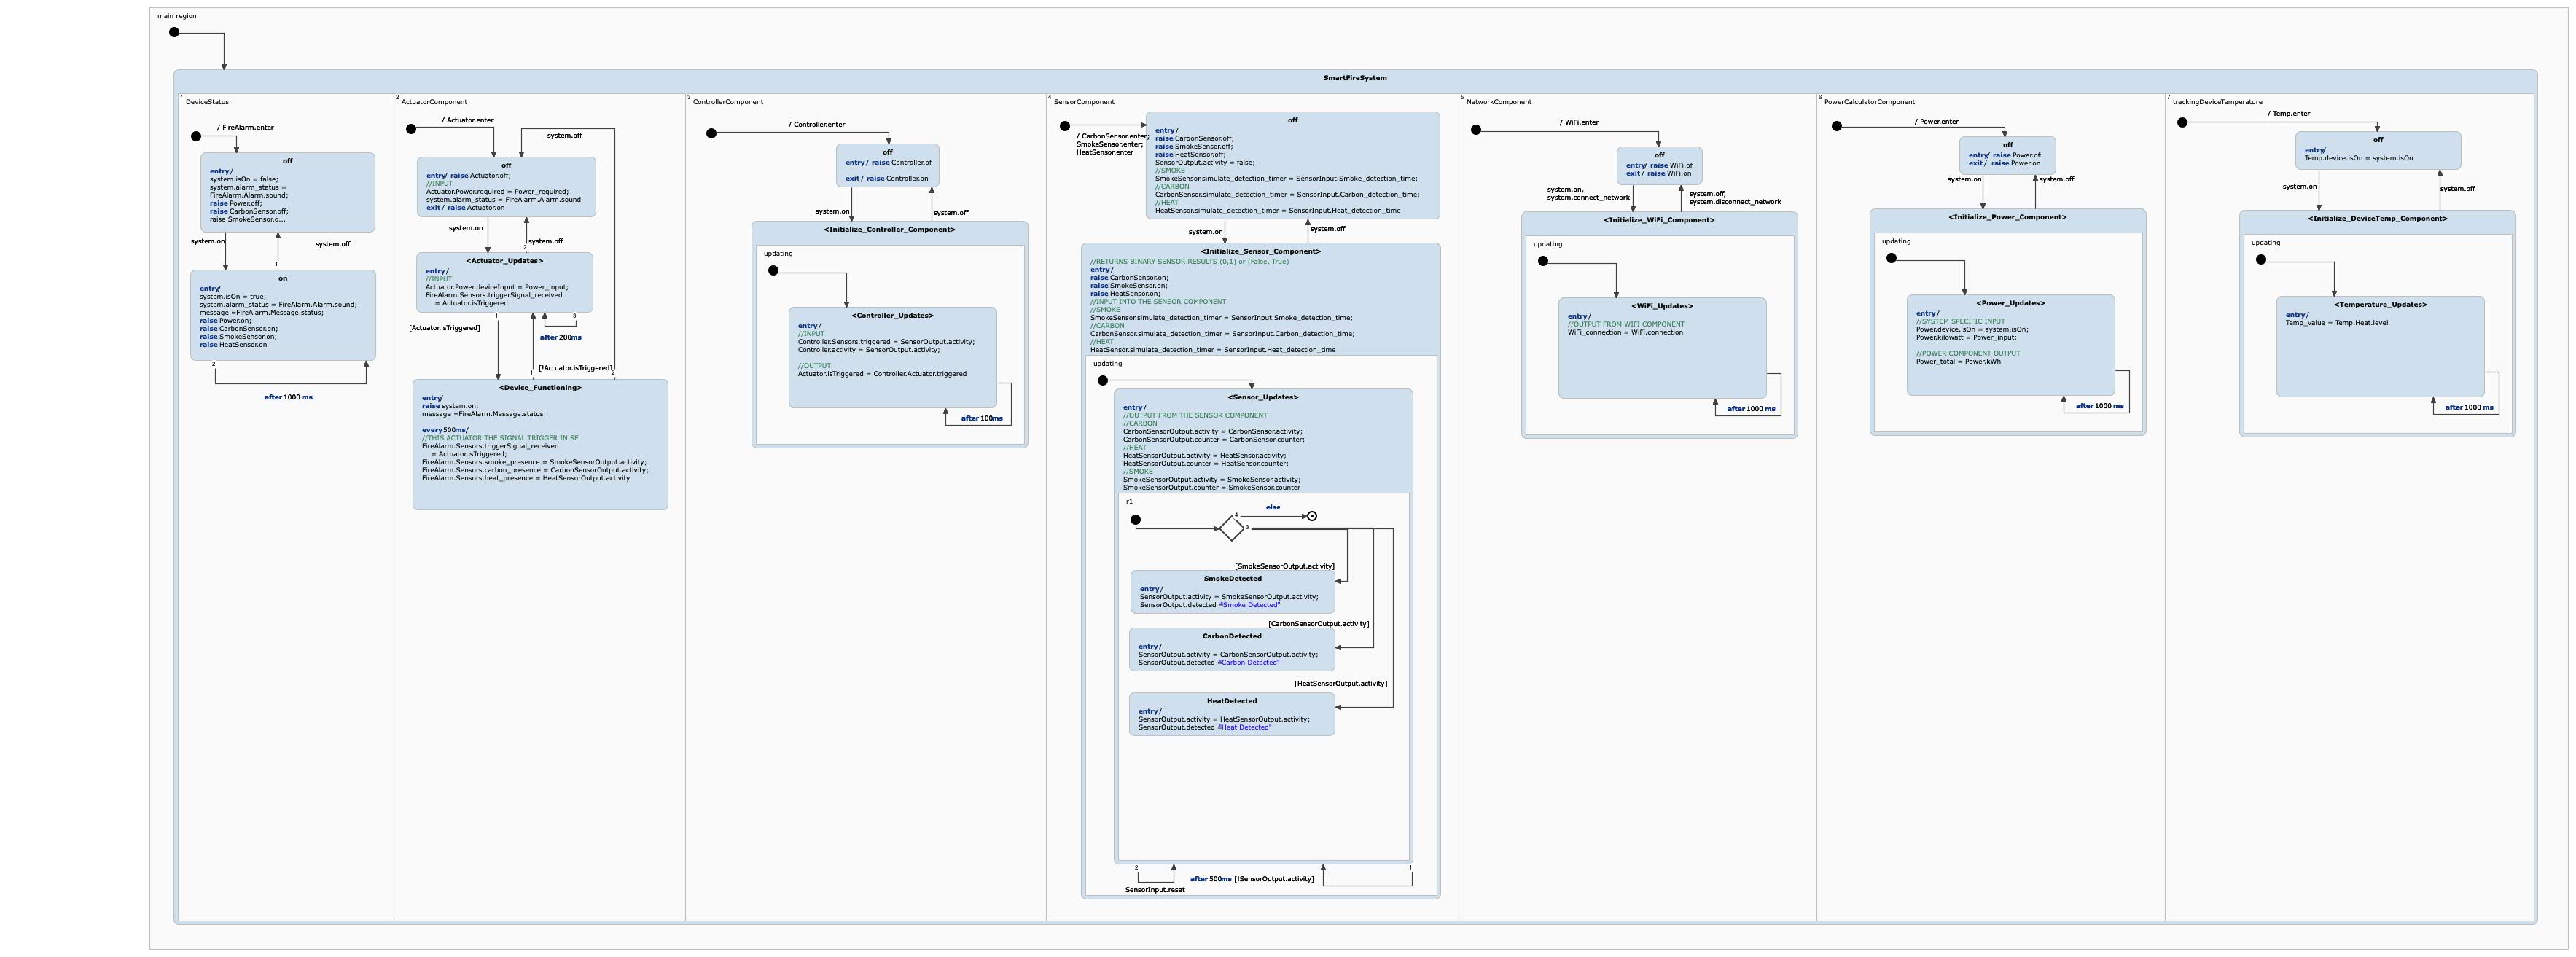 main region
SmartFireSystem
1
DeviceStatus
/ FireAlarm.enter
off
entry/
system.isOn = false;
system.alarm_status =
FireAlarm.Alarm.sound;
raise Power.off;
raise CarbonSensor.off;
raise SmokeSensor.o...
system.on
system.off
1
on
entry/
system.isOn = true;
system.alarm_status = FireAlarm.Alarm.sound;
message =FireAlarm.Message.status;
raise Power.on;
raise CarbonSensor.on;
raise SmokeSensor.on;
raise HeatSensor.on
2
after 1000 ms
2
ActuatorComponent
/ Actuator.enter
system.off
off
entry/ raise Actuator.off;
//INPUT
Actuator.Power.required = Power_required;
system.alarm_status = FireAlarm.Alarm.sound
exit/ raise Actuator.on
system.on
system.off
2
<Actuator_Updates>
entry/
//INPUT
Actuator.Power.deviceInput = Power_input;
FireAlarm.Sensors.triggerSignal_received
= Actuator.isTriggered
1
3
[Actuator.isTriggered]
after 200ms
[!Actuator.isTriggered]
1
2
<Device_Functioning>
entry/
raise system.on;
message =FireAlarm.Message.status
every 500ms/
//THIS ACTUATOR THE SIGNAL TRIGGER IN SF
FireAlarm.Sensors.triggerSignal_received
= Actuator.isTriggered;
FireAlarm.Sensors.smoke_presence = SmokeSensorOutput.activity;
FireAlarm.Sensors.carbon_presence = CarbonSensorOutput.activity;
FireAlarm.Sensors.heat_presence = HeatSensorOutput.activity
3
ControllerComponent
/ Controller.enter
off
entry / raise Controller.of
exit / raise Controller.on
system.on
system.off
<Initialize_Controller_Component>
updating
<Controller_Updates>
entry/
//INPUT
Controller.Sensors.triggered = SensorOutput.activity;
Controller.activity = SensorOutput.activity;
//OUTPUT
Actuator.isTriggered = Controller.Actuator.triggered
after 100ms
4
SensorComponent
/ CarbonSensor.enter;
SmokeSensor.enter;
HeatSensor.enter
off
entry/
raise CarbonSensor.off;
raise SmokeSensor.off;
raise HeatSensor.off;
SensorOutput.activity = false;
//SMOKE
SmokeSensor.simulate_detection_timer = SensorInput.Smoke_detection_time;
//CARBON
CarbonSensor.simulate_detection_timer = SensorInput.Carbon_detection_time;
//HEAT
HeatSensor.simulate_detection_timer = SensorInput.Heat_detection_time
system.on
system.off
<Initialize_Sensor_Component>
//RETURNS BINARY SENSOR RESULTS (0,1) or (False, True)
entry/
raise CarbonSensor.on;
raise SmokeSensor.on;
raise HeatSensor.on;
//INPUT INTO THE SENSOR COMPONENT
//SMOKE
SmokeSensor.simulate_detection_timer = SensorInput.Smoke_detection_time;
//CARBON
CarbonSensor.simulate_detection_timer = SensorInput.Carbon_detection_time;
//HEAT
HeatSensor.simulate_detection_timer = SensorInput.Heat_detection_time
updating
<Sensor_Updates>
entry/
//OUTPUT FROM THE SENSOR COMPONENT
//CARBON
CarbonSensorOutput.activity = CarbonSensor.activity;
CarbonSensorOutput.counter = CarbonSensor.counter;
//HEAT
HeatSensorOutput.activity = HeatSensor.activity;
HeatSensorOutput.counter = HeatSensor.counter;
//SMOKE
SmokeSensorOutput.activity = SmokeSensor.activity;
SmokeSensorOutput.counter = SmokeSensor.counter
r1
else
4
3
[SmokeSensorOutput.activity]
SmokeDetected
entry/
SensorOutput.activity = SmokeSensorOutput.activity;
SensorOutput.detected ="Smoke Detected"
[CarbonSensorOutput.activity]
CarbonDetected
entry/
SensorOutput.activity = CarbonSensorOutput.activity;
SensorOutput.detected ="Carbon Detected"
[HeatSensorOutput.activity]
HeatDetected
entry/
SensorOutput.activity = HeatSensorOutput.activity;
SensorOutput.detected ="Heat Detected"
2
1
after 500ms [!SensorOutput.activity]
SensorInput.reset
5
NetworkComponent
/ WiFi.enter
off
entry/ raise WiFi.of
exit / raise WiFi.on
system.on,
system.connect_network
system.off,
system.disconnect_network
<Initialize_WiFi_Component>
updating
<WiFi_Updates>
entry/
//OUTPUT FROM WIFI COMPONENT
WiFi_connection = WiFi.connection
after 1000 ms
6
PowerCalculatorComponent
/ Power.enter
off
entry/ raise Power.of
exit / raise Power.on
system.on
system.off
<Initialize_Power_Component>
updating
<Power_Updates>
entry/
//SYSTEM SPECIFIC INPUT
Power.device.isOn = system.isOn;
Power.kilowatt = Power_input;
//POWER COMPONENT OUTPUT
Power_total = Power.kWh
after 1000 ms
7
trackingDeviceTemperature
/ Temp.enter
off
entry/
Temp.device.isOn = system.isOn
system.on
system.off
<Initialize_DeviceTemp_Component>
updating
<Temperature_Updates>
entry/
Temp_value = Temp.Heat.level
after 1000 ms